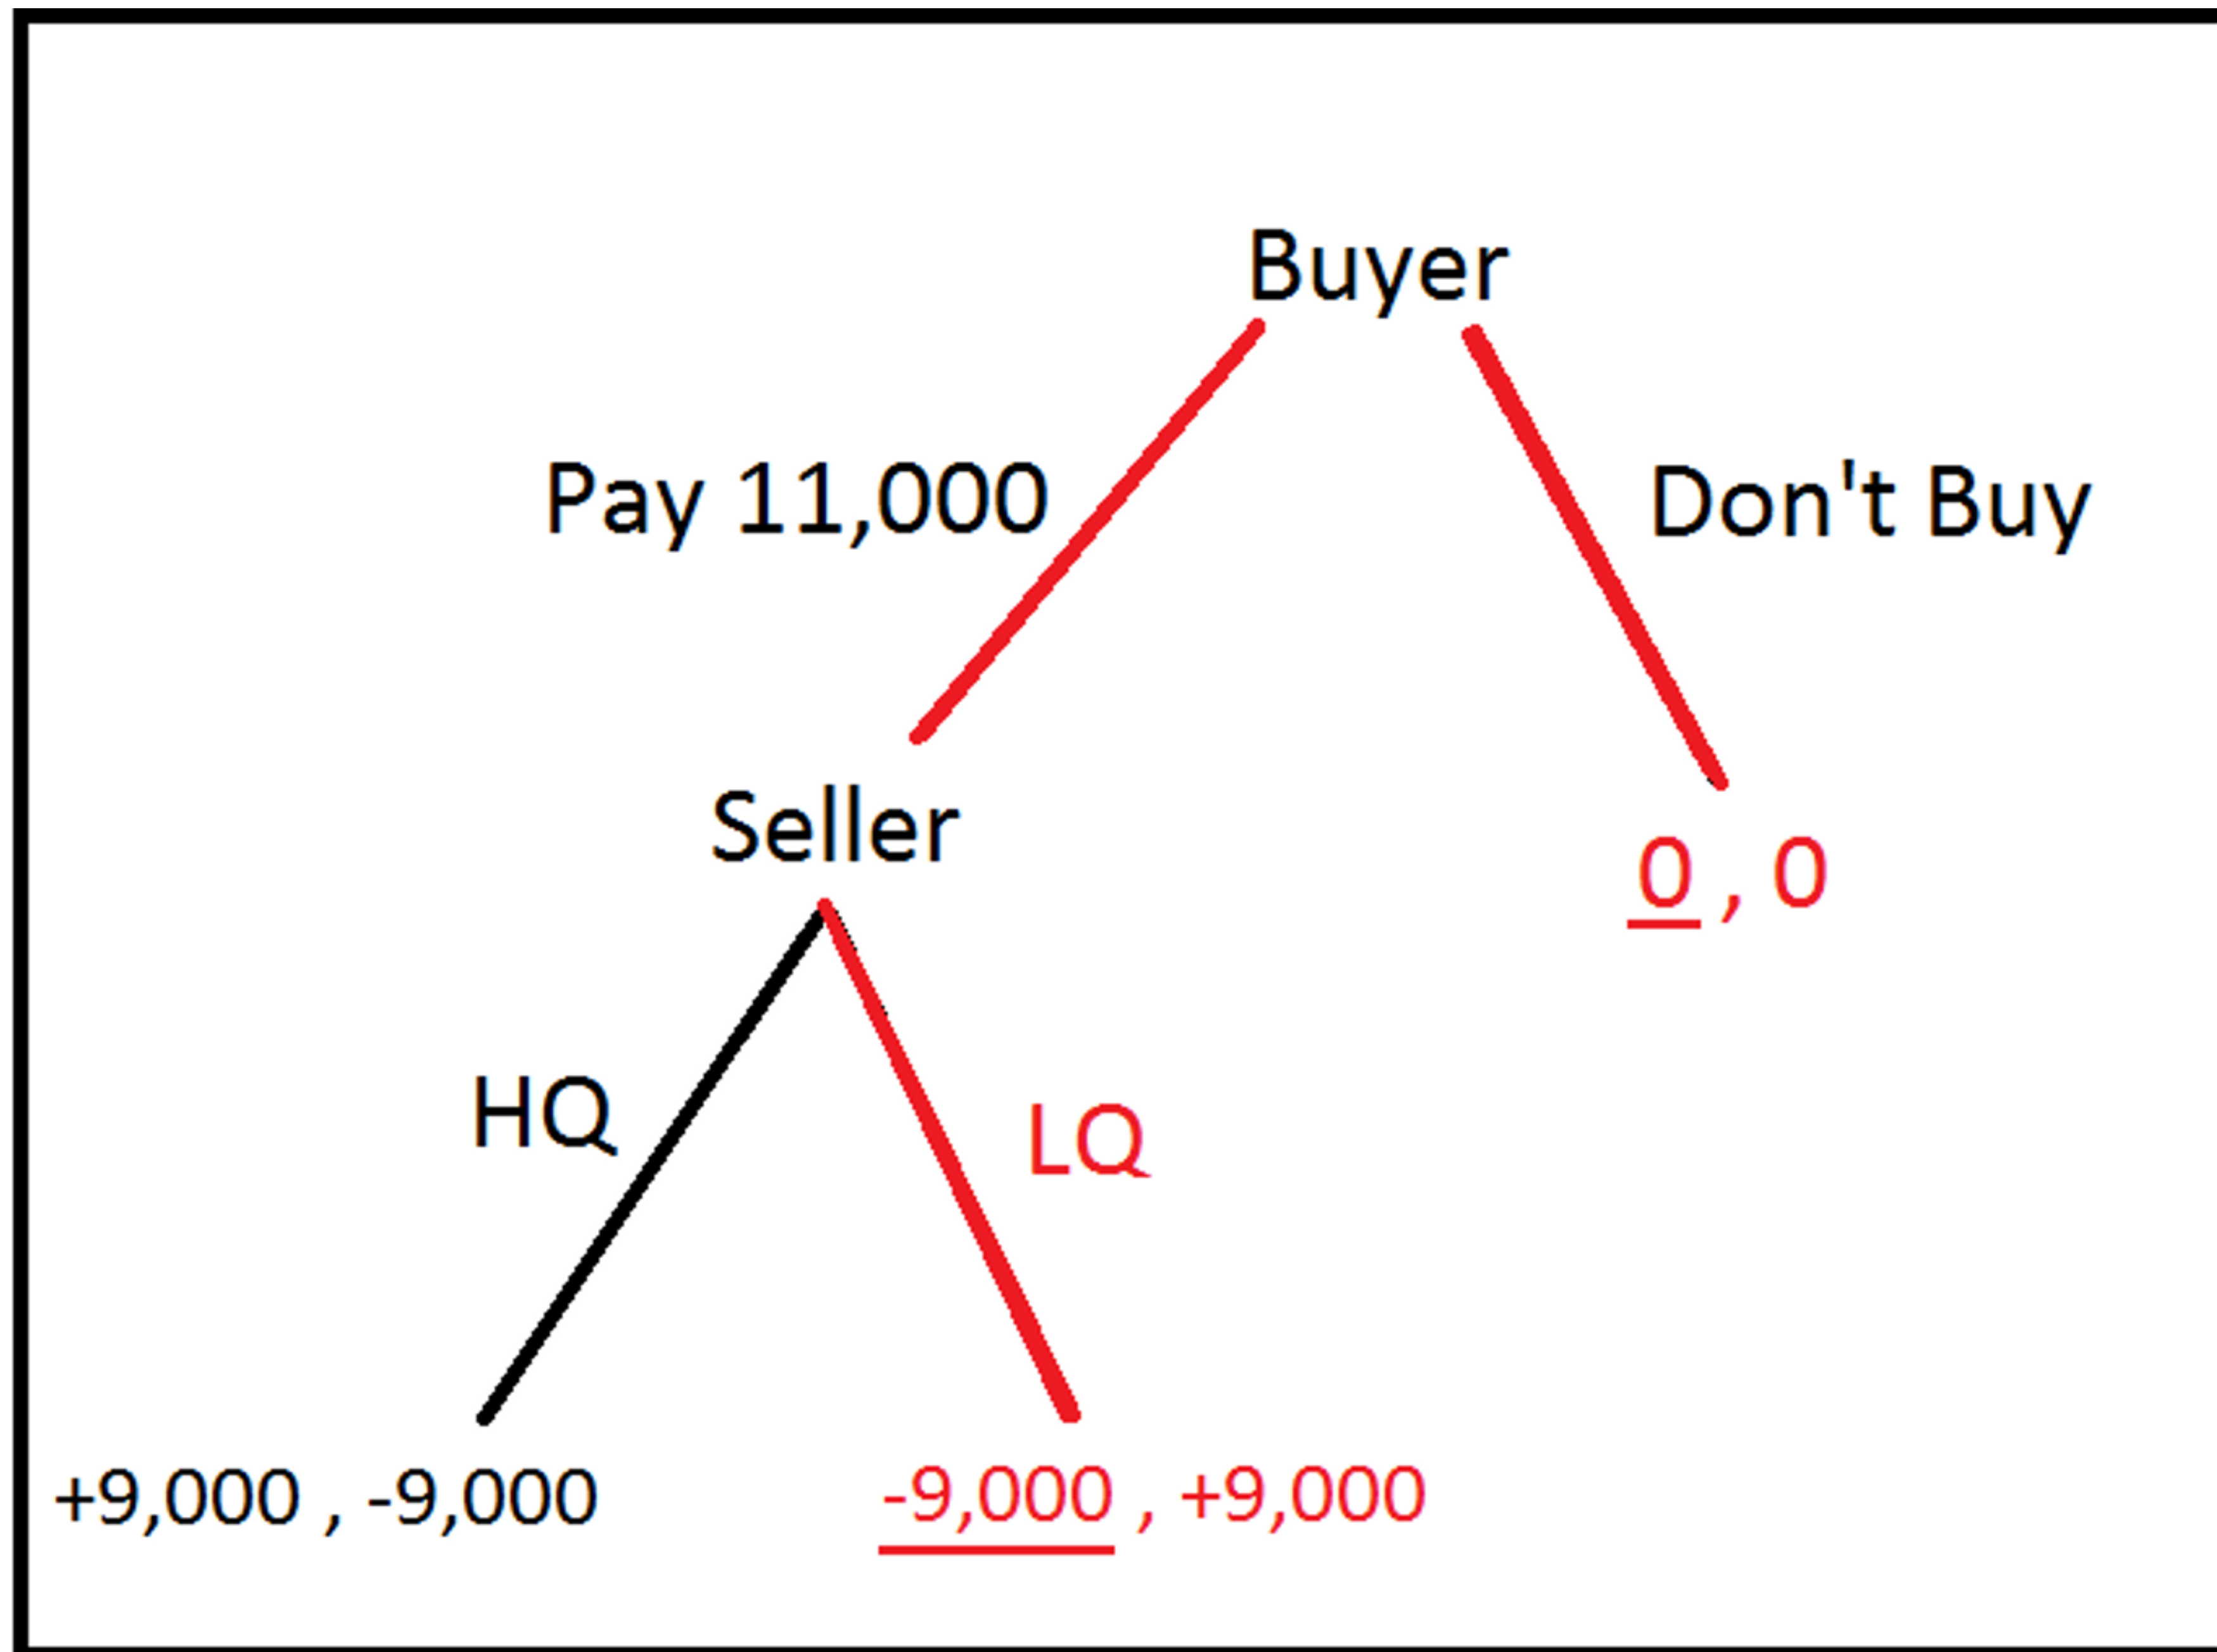 Buyer
Pay 11,000
Don't Buy
Seller
0 , 0
HQ
LQ
+9,000 , -9,000
-9,000 , +9,000